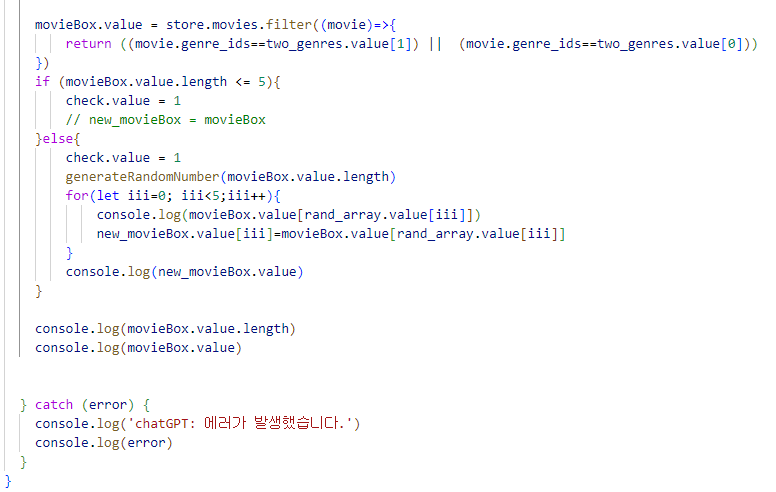 movieBox.value = store.movies.filter((movie)=>{
return ((movie.genre_ids==two_genres.value[1]) || (movie.genre_ids==two_genres.value[0]))
})
if (movieBox.value.length <= 5){
check.value = 1
// new_movieBox = movieBox
}else{
check.value = 1
generateRandomNumber(movieBox.value.length)
for(let iii=0; iii<5;iii++){
console.log(movieBox.value[rand_array.value[iii]])
new_movieBox.value[iii]=movieBox.value[rand_array.value[iii]]
}
console.log(new_movieBox.value)
}
console.log(movieBox.value.length)
console.log(movieBox.value)
} catch (error) {
console.log('chatGPT: 에러가 발생했습니다.')
console.log(error)
}
}